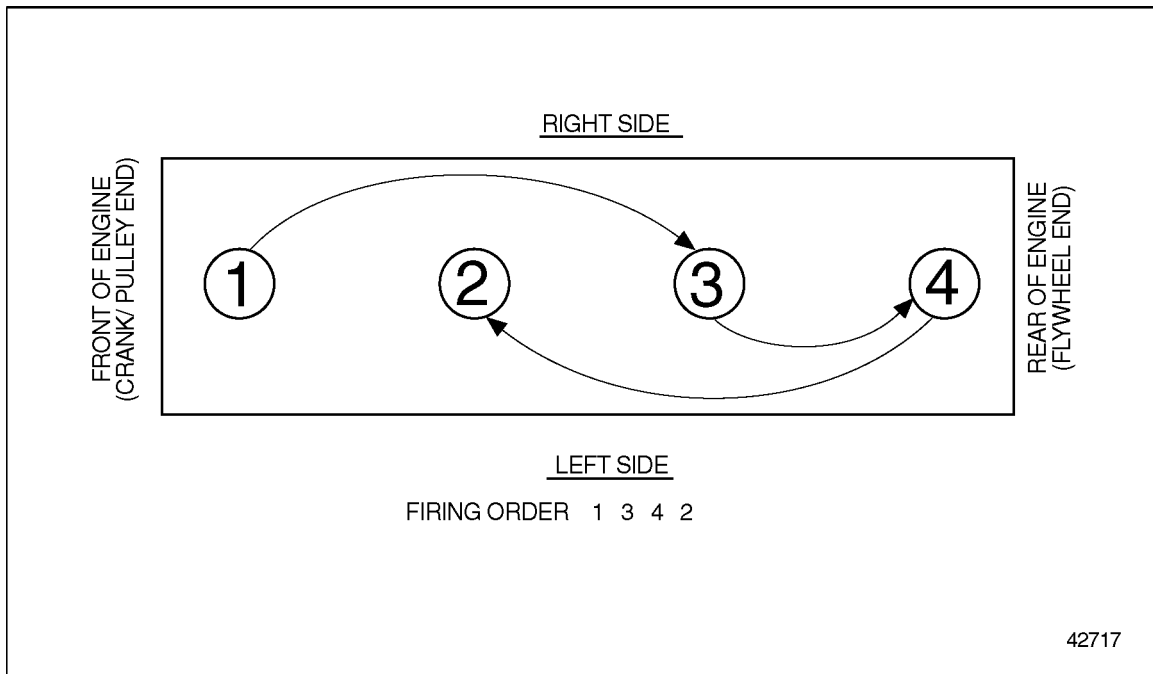 RIGHT SIDE
FRONT OF ENGINE
(CRANK/ PULLEY END)
1
2
3
4
REAR OF ENGINE
(FLYWHEEL END)
LEFT SIDE
FIRING ORDER 1 3 4 2
42717